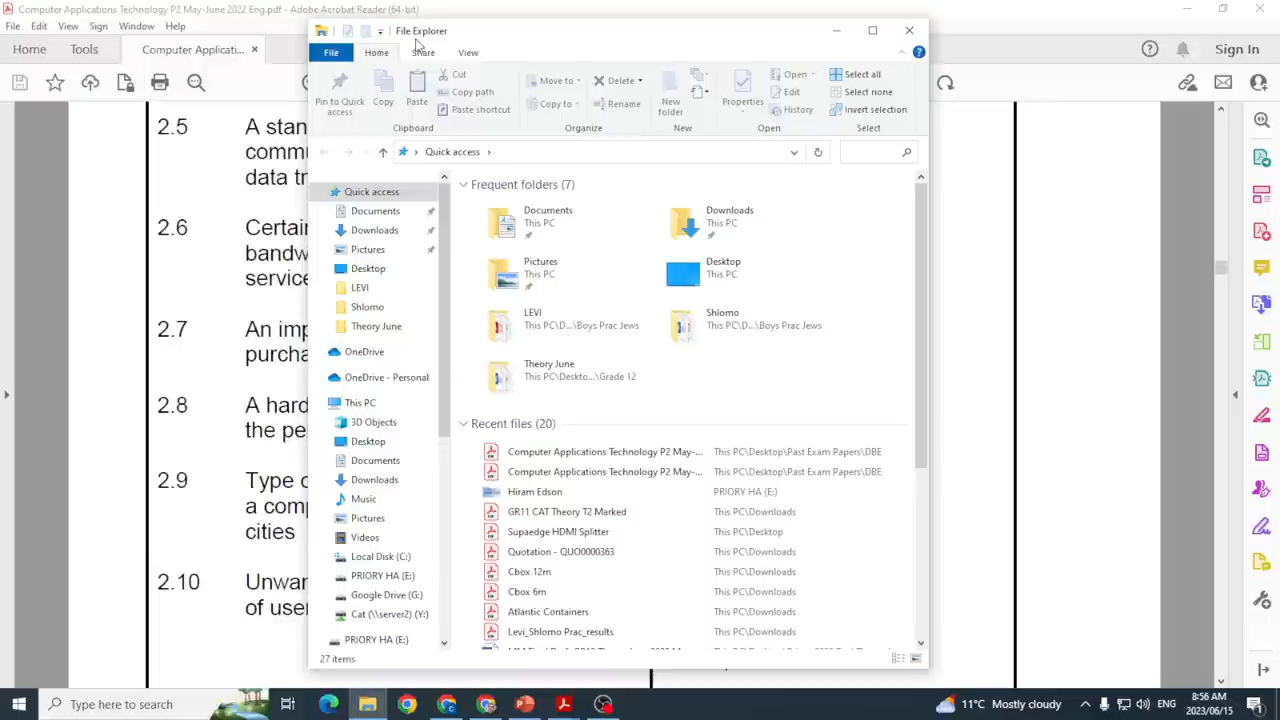 Computer Applications Technology P2 May-June 2022 Eng.pdf - Adobe Acrobat Reader (64-bit)
File Edit View Sign Window Help
Home Tools Computer Applicati... Sign In
File Explorer
File Home Share View
Pin to Quick access
Copy
Paste
Cut
Copy path
Paste shortcut
Clipboard
Move to
Copy to
Delete
Rename
Organize
New folder
New
Properties
Open
Edit
History
Open
Select all
Select none
Invert selection
Select
Quick access
Quick access
Documents
Downloads
Pictures
Desktop
LEVI
Shlomo
Theory June
OneDrive
OneDrive - Personal
This PC
3D Objects
Desktop
Documents
Downloads
Music
Pictures
Videos
Local Disk (C:)
PRIORY HA (E:)
Google Drive (G:)
Cat (\\server2) (Y:)
PRIORY HA (E:)
Frequent folders (7)
Documents
This PC
Downloads
This PC
Pictures
This PC
Desktop
This PC
LEVI
This PC\D...\Boys Prac Jews
Shlomo
This PC\D...\Boys Prac Jews
Theory June
This PC\Deskto...\Grade 12
Recent files (20)
Computer Applications Technology P2 May-... This PC\Desktop\Past Exam Papers\DBE
Computer Applications Technology P2 May-... This PC\Desktop\Past Exam Papers\DBE
Hiram Edson PRIORY HA (E:)
GR11 CAT Theory T2 Marked This PC\Downloads
Supaedge HDMI Splitter This PC\Desktop
Quotation - QUO0000363 This PC\Downloads
Cbox 12m This PC\Downloads
Cbox 6m This PC\Downloads
Atlantic Containers This PC\Downloads
Levi_Shlomo Prac_results This PC\Downloads
27 items
2.5 A stan
commu
data tr
2.6 Certain
bandw
service
2.7 An imp
purcha
2.8 A hard
the pe
2.9 Type o
a comp
cities
2.10 Unwan
of user
Type here to search
11°C Mostly cloudy
ENG
8:56 AM
2023/06/15
1